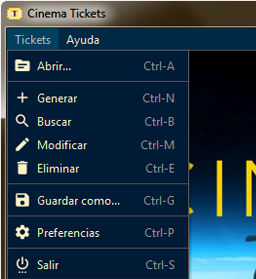 Cinema Tickets
Tickets Ayuda
Abrir... Ctrl-A
Generar Ctrl-N
Buscar Ctrl-B
Modificar Ctrl-M
Eliminar Ctrl-E
Guardar como... Ctrl-G
Preferencias Ctrl-P
Salir Ctrl-S